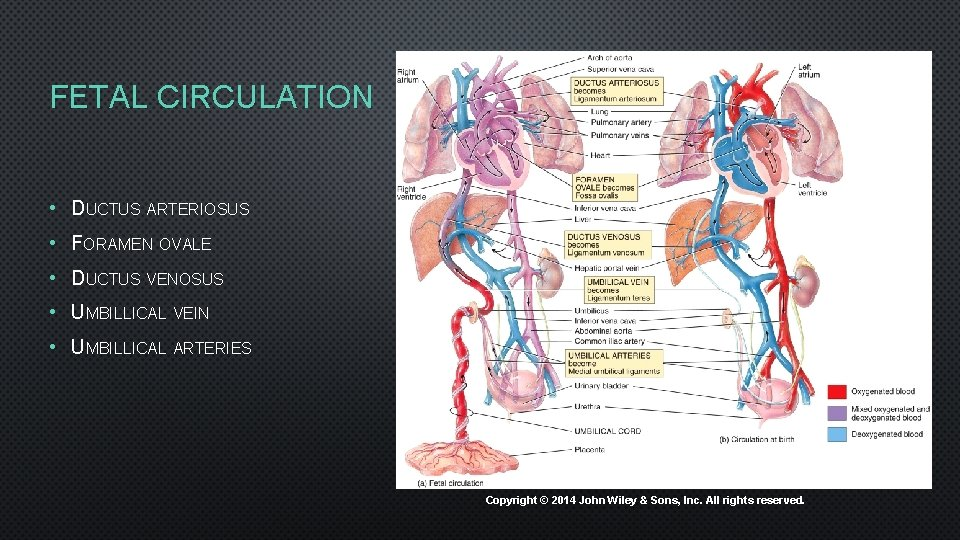 FETAL CIRCULATION
• DUCTUS ARTERIOSUS
• FORAMEN OVALE
• DUCTUS VENOSUS
• UMBILLICAL VEIN
• UMBILLICAL ARTERIES
Right
atrium
Arch of aorta
Superior vena cava
DUCTUS ARTERIOSUS
becomes
Ligamentum arteriosum
Lung
Pulmonary artery
Pulmonary veins
Heart
Left
atrium
Right
ventricle
FORAMEN
OVALE becomes
Fossa ovalis
Left
ventricle
Inferior vena cava
Liver
DUCTUS VENOSUS
becomes
Ligamentum venosum
Hepatic portal vein
UMBILICAL VEIN
becomes
Ligamentum teres
Umbilicus
Inferior vena cava
Abdominal aorta
Common iliac artery
UMBILICAL ARTERIES
become
Medial umbilical ligaments
Urinary bladder
Urethra
UMBILICAL CORD
Placenta
(a) Fetal circulation
(b) Circulation at birth
Oxygenated blood
Mixed oxygenated and
deoxygenated blood
Deoxygenated blood
Copyright © 2014 John Wiley & Sons, Inc. All rights reserved.